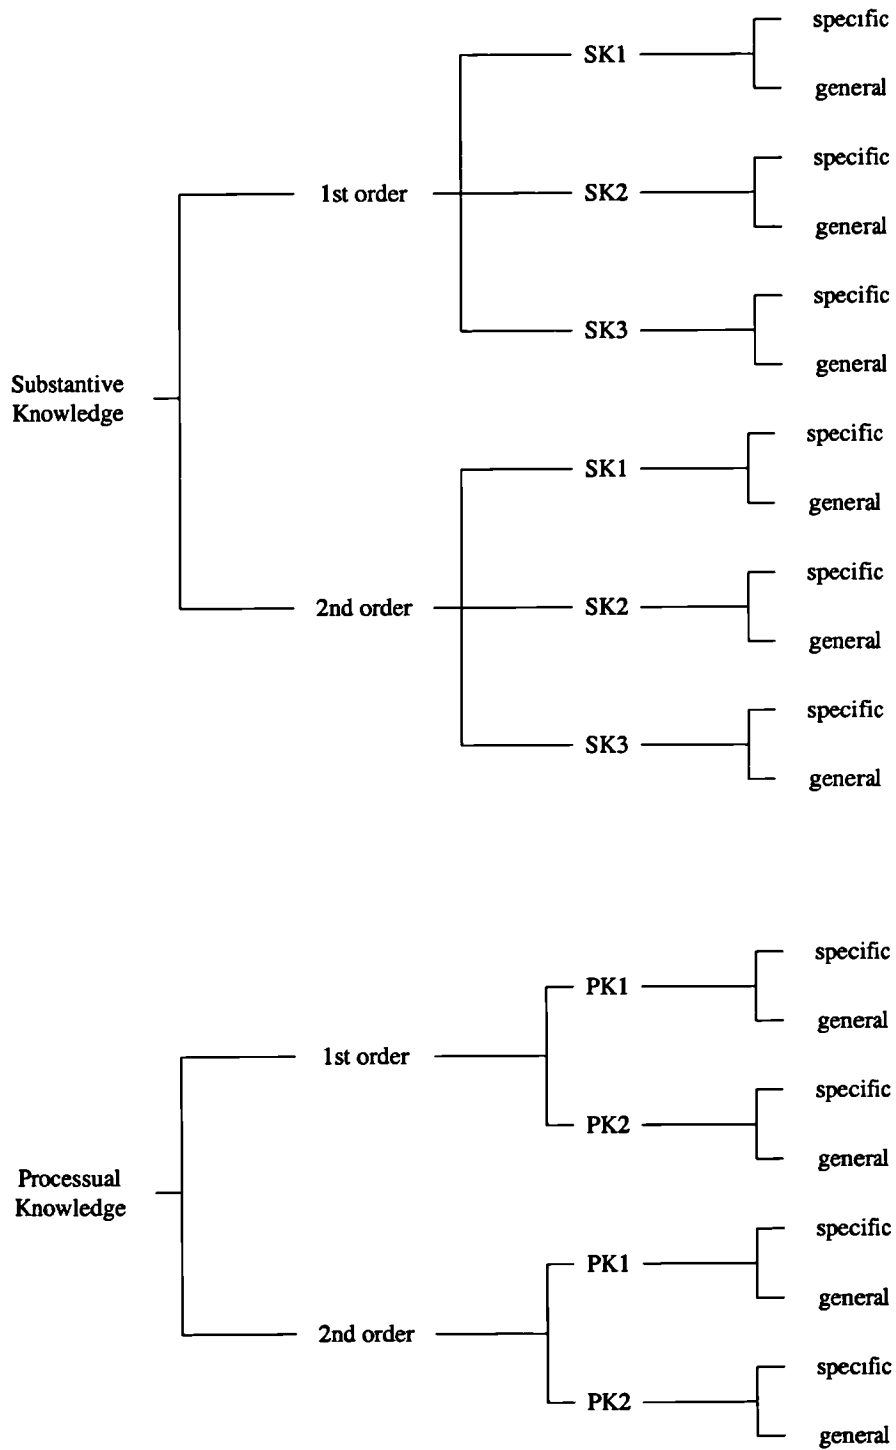 specific
SK1
general
specific
1st order
SK2
general
specific
SK3
general
Substantive
Knowledge
specific
SK1
general
specific
2nd order
SK2
general
specific
SK3
general
specific
PK1
general
1st order
specific
PK2
general
Processual
Knowledge
specific
PK1
general
2nd order
specific
PK2
general